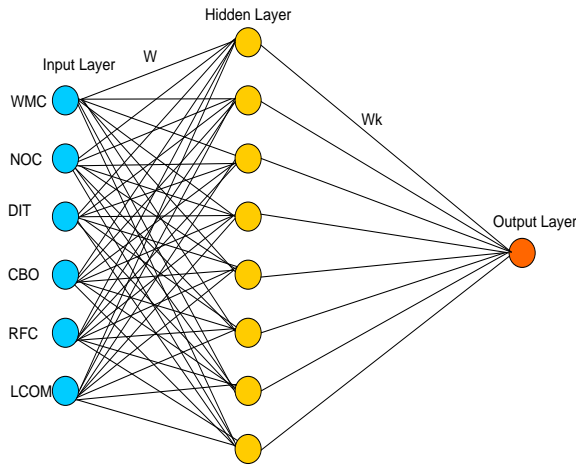 Hidden Layer
Input Layer
W
WMC
NOC
DIT
CBO
RFC
LCOM
Wk
Output Layer